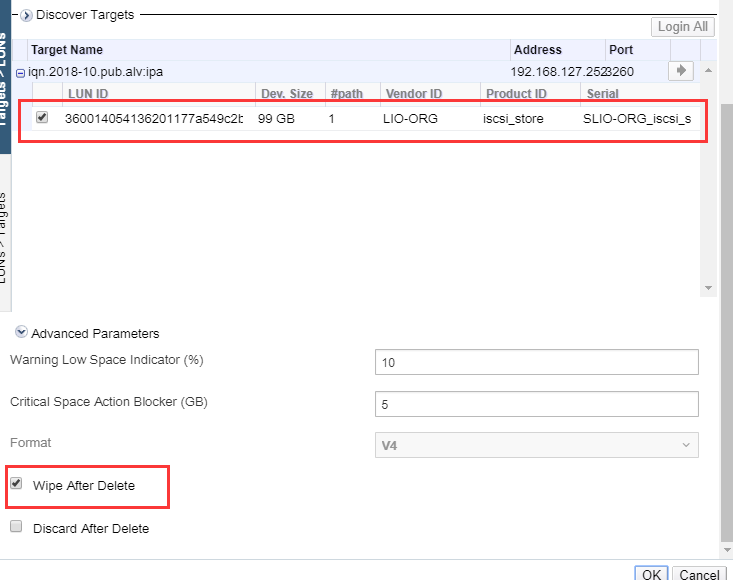 Discover Targets
Login All
Target Name Address Port
iqn.2018-10.pub.alv:ipa 192.168.127.252 3260
LUN ID Dev. Size #path Vendor ID Product ID Serial
360014054136201177a549c2b 99 GB 1 LIO-ORG iscsi_store SLIO-ORG_iscsi_s
Targets > LUNs
LUNs > Targets
Advanced Parameters
Warning Low Space Indicator (%) 10
Critical Space Action Blocker (GB) 5
Format V4
Wipe After Delete
Discard After Delete
OK Cancel